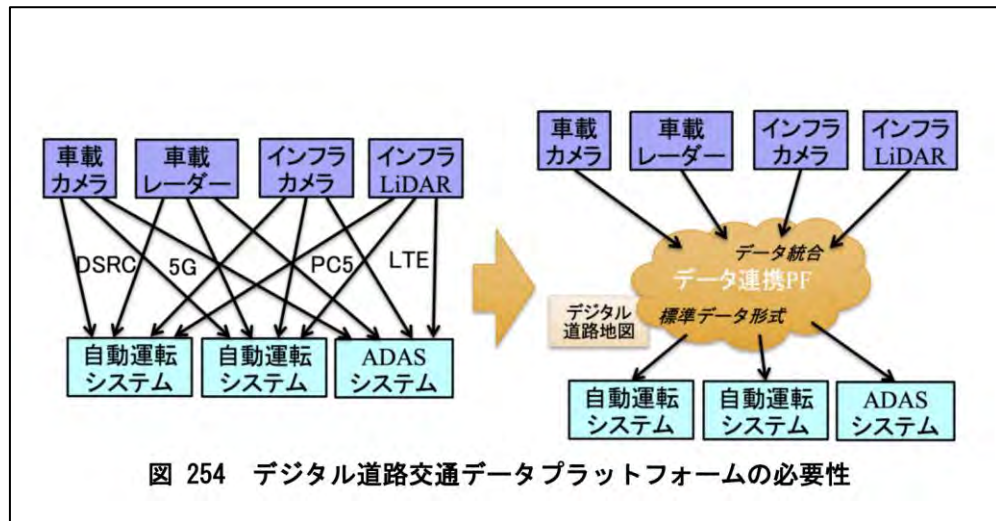 車載
カメラ
車載
レーダー
インフラ
カメラ
インフラ
LiDAR
DSRC
5G
PC5
LTE
自動運転
システム
自動運転
システム
ADAS
システム
車載
カメラ
車載
レーダー
インフラ
カメラ
インフラ
LiDAR
データ統合
データ連携PF
標準データ形式
デジタル
道路地図
自動運転
システム
自動運転
システム
ADAS
システム
図 254 デジタル道路交通データプラットフォームの必要性